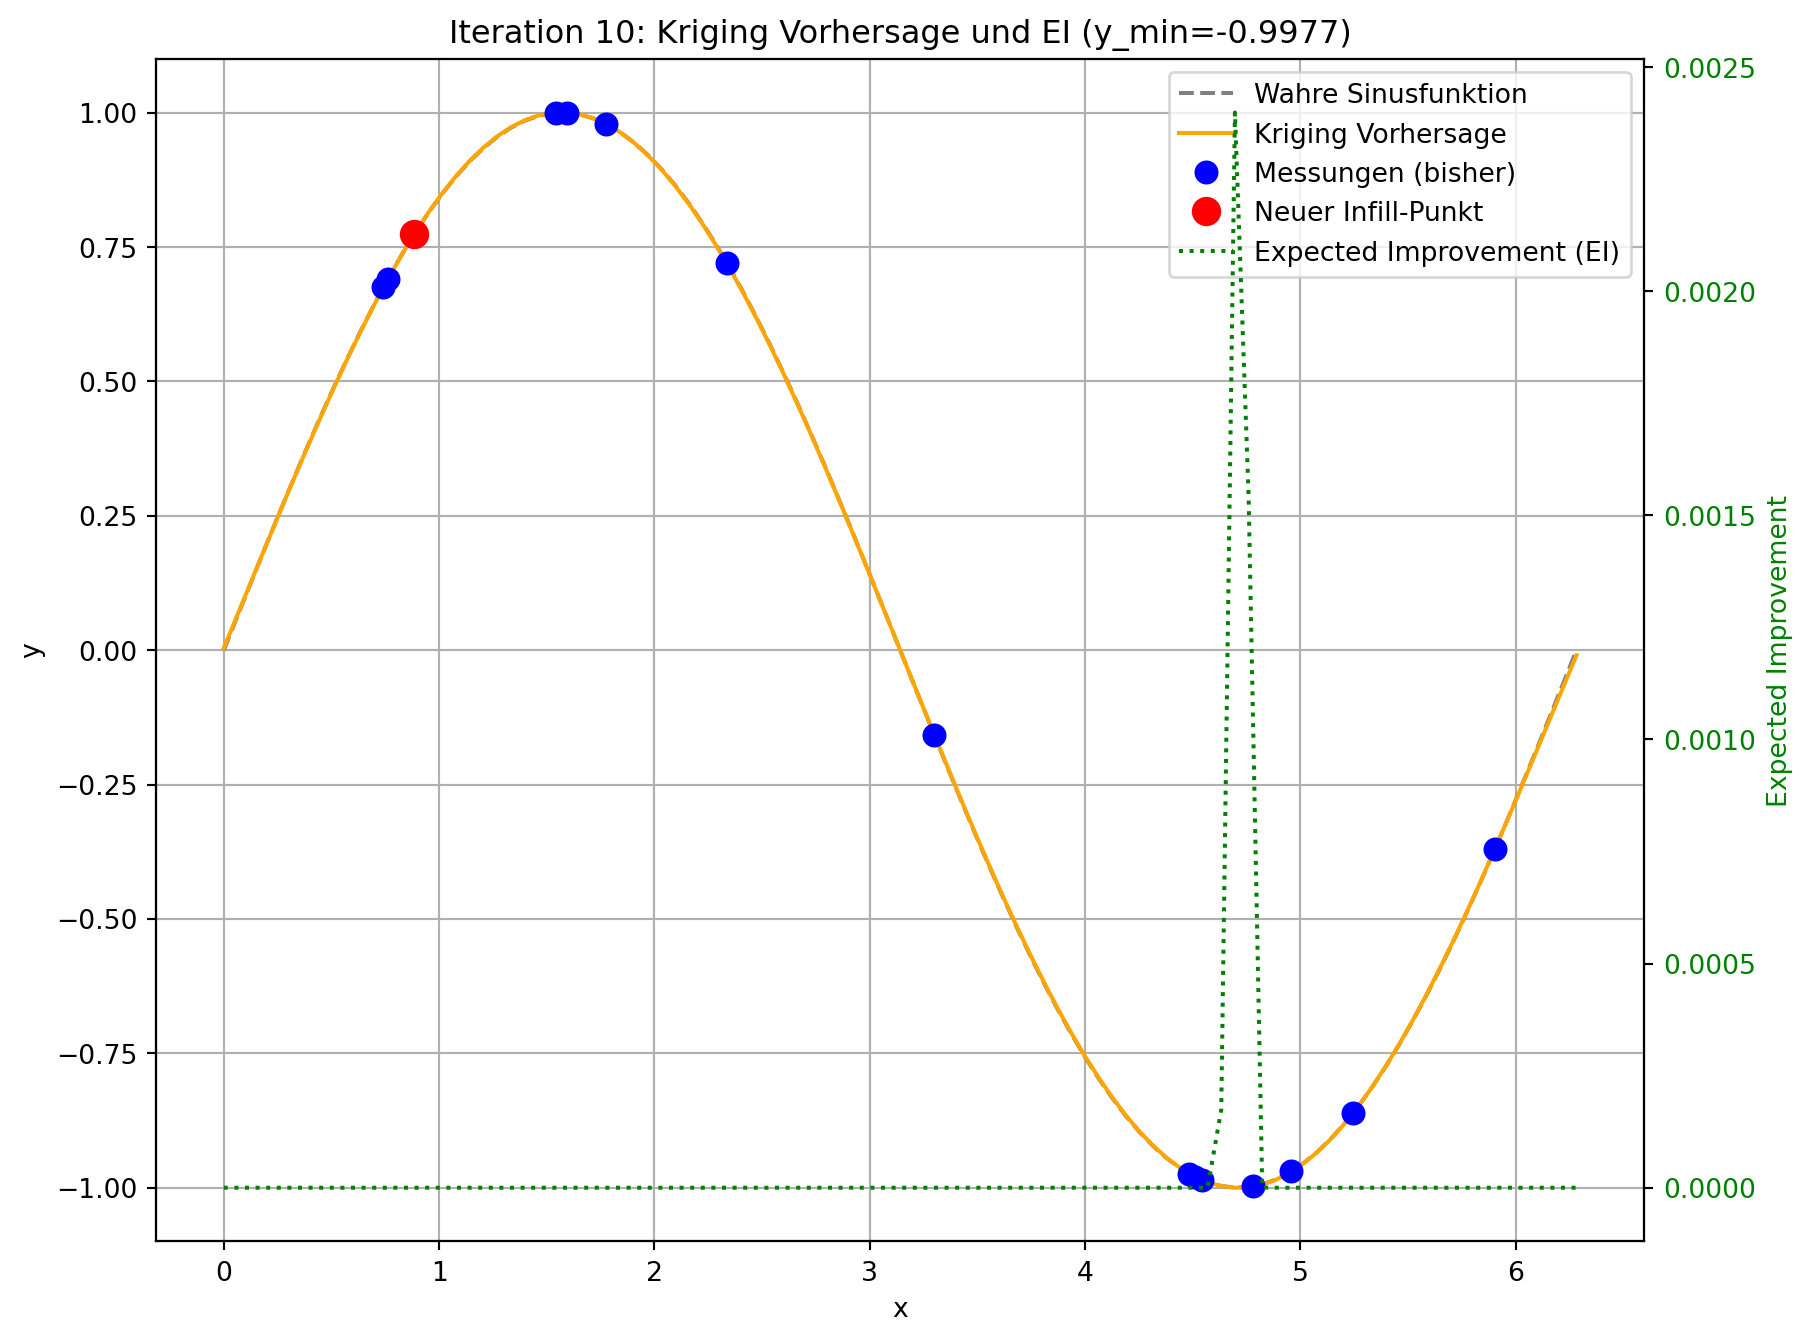 Iteration 10: Kriging Vorhersage und EI (y_min=-0.9977)
Wahre Sinusfunktion
Kriging Vorhersage
Messungen (bisher)
Neuer Infill-Punkt
Expected Improvement (EI)
1.00
0.75
0.50
0.25
0.00
−0.25
−0.50
−0.75
−1.00
y
0.0025
0.0020
0.0015
0.0010
0.0005
0.0000
Expected Improvement
0 1 2 3 4 5 6
x